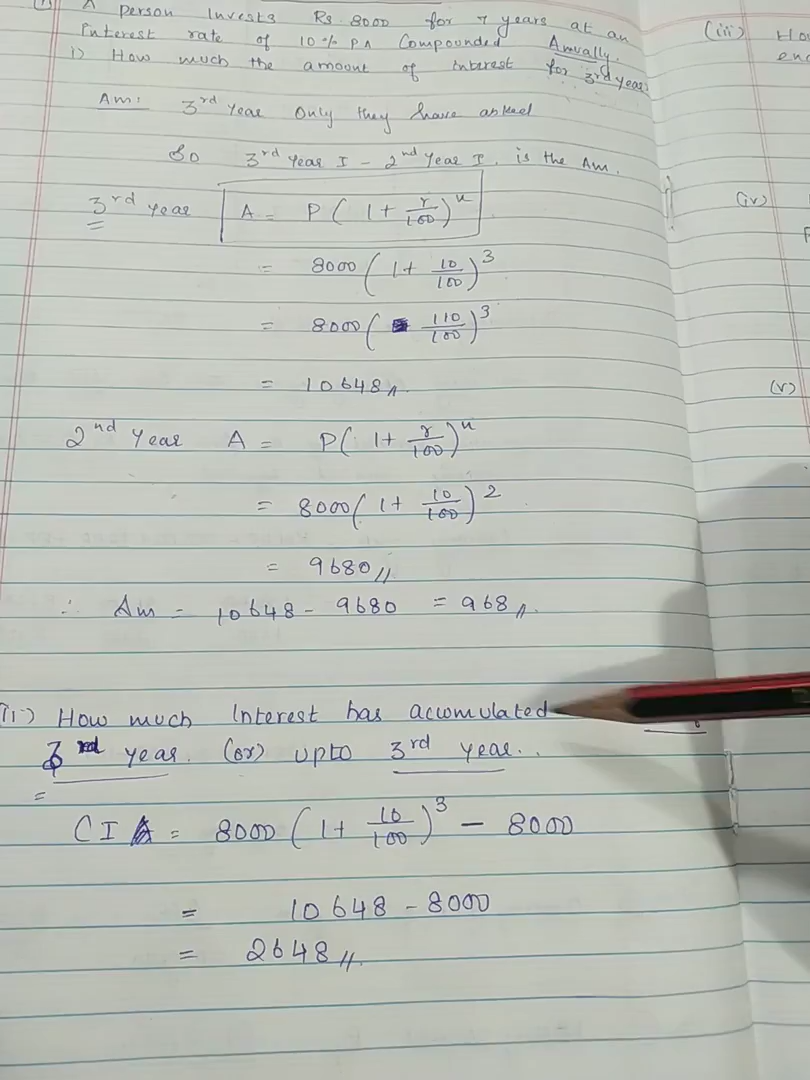 A person Invests Rs 8000 for 7 years at an
Interest rate of 10% PA Compounded Annually.
i) How much the amount of interest for 3rd year
Ans: 3rd Year Only they have asked
So 3rd Year I - 2nd Year I. is the Ans.
3rd year A = P(1 + r/100)^n
= 8000(1 + 10/100)^3
= 8000(110/100)^3
= 10648//.
2nd Year A = P(1 + r/100)^n
= 8000(1 + 10/100)^2
= 9680//
∴ Ans = 10648 - 9680 = 968//.
(ii) How much Interest has accumulated
3rd year. (or) upto 3rd year..
CI = 8000(1 + 10/100)^3 - 8000
= 10648 - 8000
= 2648//.
(iii) Ho
en
(iv)
(v)